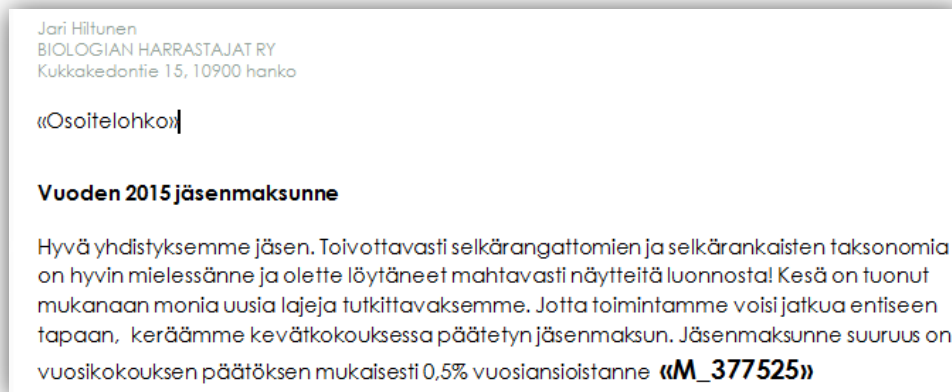 Jari Hiltunen
BIOLOGIAN HARRASTAJAT RY
Kukkakedontie 15, 10900 hanko
«Osoitelohko»
Vuoden 2015 jäsenmaksunne
Hyvä yhdistyksemme jäsen. Toivottavasti selkärangattomien ja selkärankaisten taksonomia
on hyvin mielessänne ja olette löytäneet mahtavasti näytteitä luonnosta! Kesä on tuonut
mukanaan monia uusia lajeja tutkittavaksemme. Jotta toimintamme voisi jatkua entiseen
tapaan,  keräämme kevätkokouksessa päätetyn jäsenmaksun. Jäsenmaksunne suuruus on
vuosikokouksen päätöksen mukaisesti 0,5% vuosiansioistanne «M_377525»